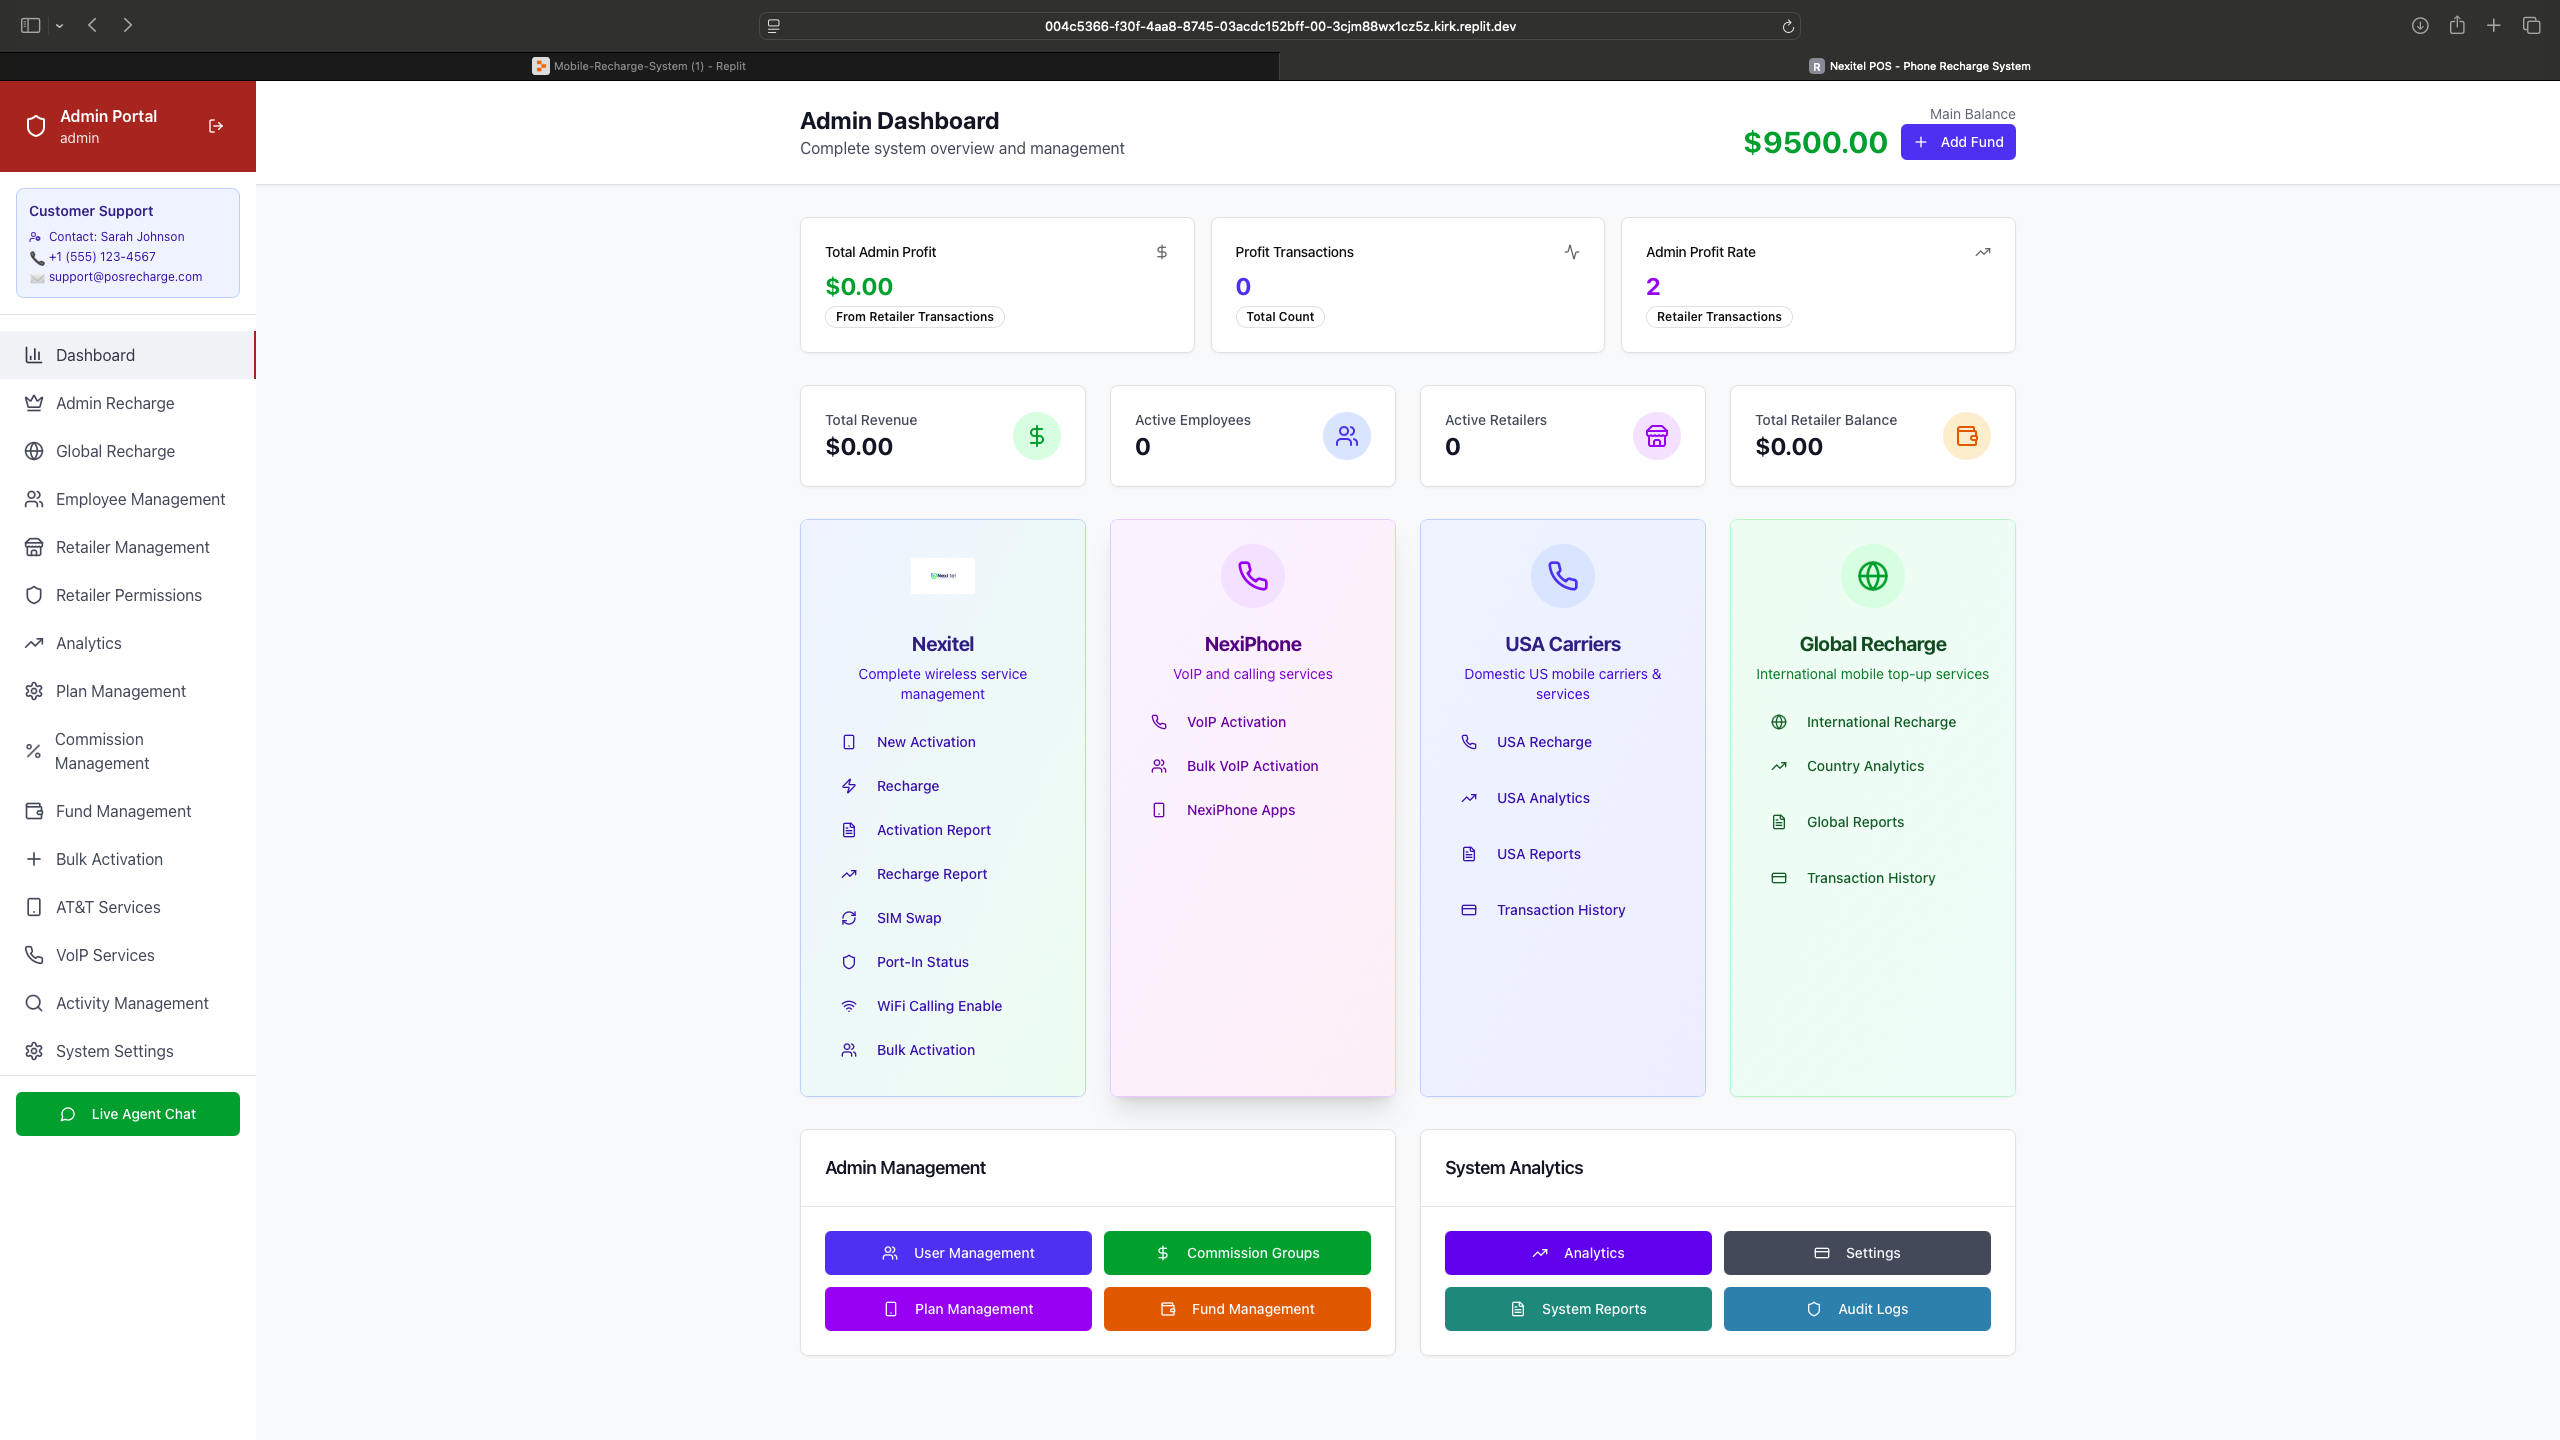 004c5366-f30f-4aa8-8745-03acdc152bff-00-3cjm88wx1cz5z.kirk.replit.dev
Mobile-Recharge-System (1) - Replit
R Nexitel POS - Phone Recharge System
Admin Portal
admin
Customer Support
Contact: Sarah Johnson
+1 (555) 123-4567
support@posrecharge.com
Dashboard
Admin Recharge
Global Recharge
Employee Management
Retailer Management
Retailer Permissions
Analytics
Plan Management
Commission
Management
Fund Management
Bulk Activation
AT&T Services
VoIP Services
Activity Management
System Settings
Live Agent Chat
Admin Dashboard
Complete system overview and management
Main Balance
$9500.00
Add Fund
Total Admin Profit
$0.00
From Retailer Transactions
Profit Transactions
0
Total Count
Admin Profit Rate
2
Retailer Transactions
Total Revenue
$0.00
Active Employees
0
Active Retailers
0
Total Retailer Balance
$0.00
Nexi tel
Nexitel
Complete wireless service
management
New Activation
Recharge
Activation Report
Recharge Report
SIM Swap
Port-In Status
WiFi Calling Enable
Bulk Activation
NexiPhone
VoIP and calling services
VoIP Activation
Bulk VoIP Activation
NexiPhone Apps
USA Carriers
Domestic US mobile carriers &
services
USA Recharge
USA Analytics
USA Reports
Transaction History
Global Recharge
International mobile top-up services
International Recharge
Country Analytics
Global Reports
Transaction History
Admin Management
User Management
Commission Groups
Plan Management
Fund Management
System Analytics
Analytics
Settings
System Reports
Audit Logs